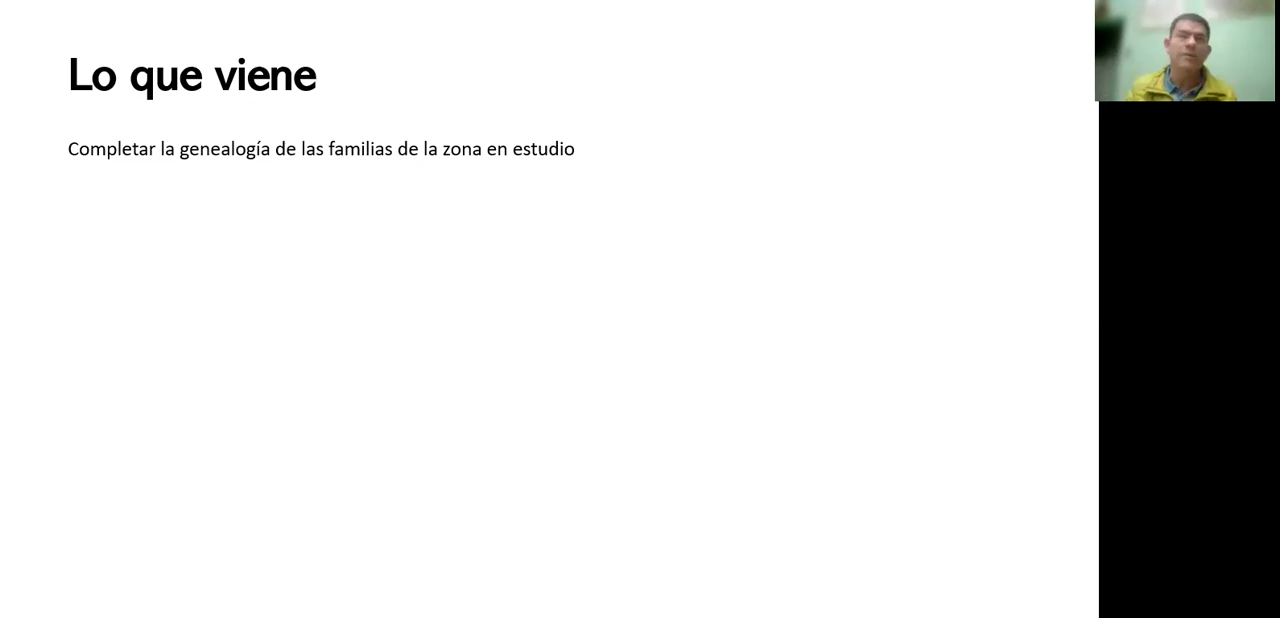 Lo que viene
Completar la genealogía de las familias de la zona en estudio